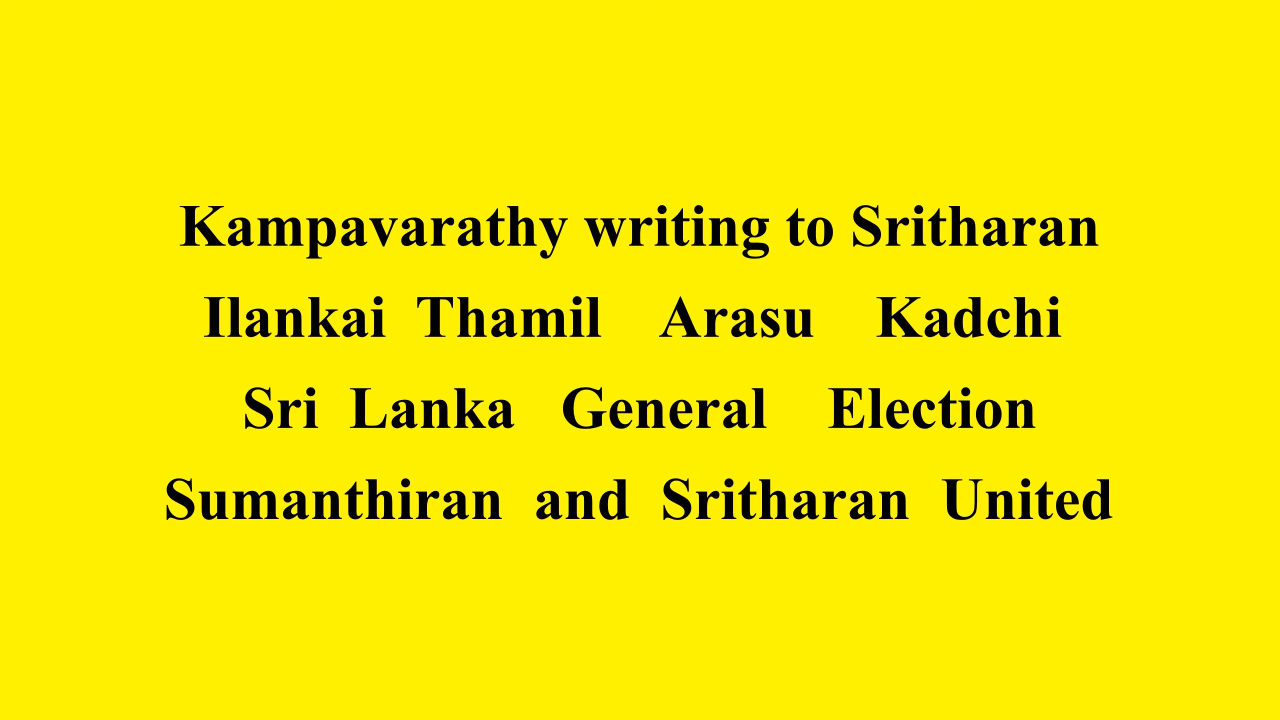 Kampavarathy writing to Sritharan
Ilankai Thamil Arasu Kadchi
Sri Lanka General Election
Sumanthiran and Sritharan United